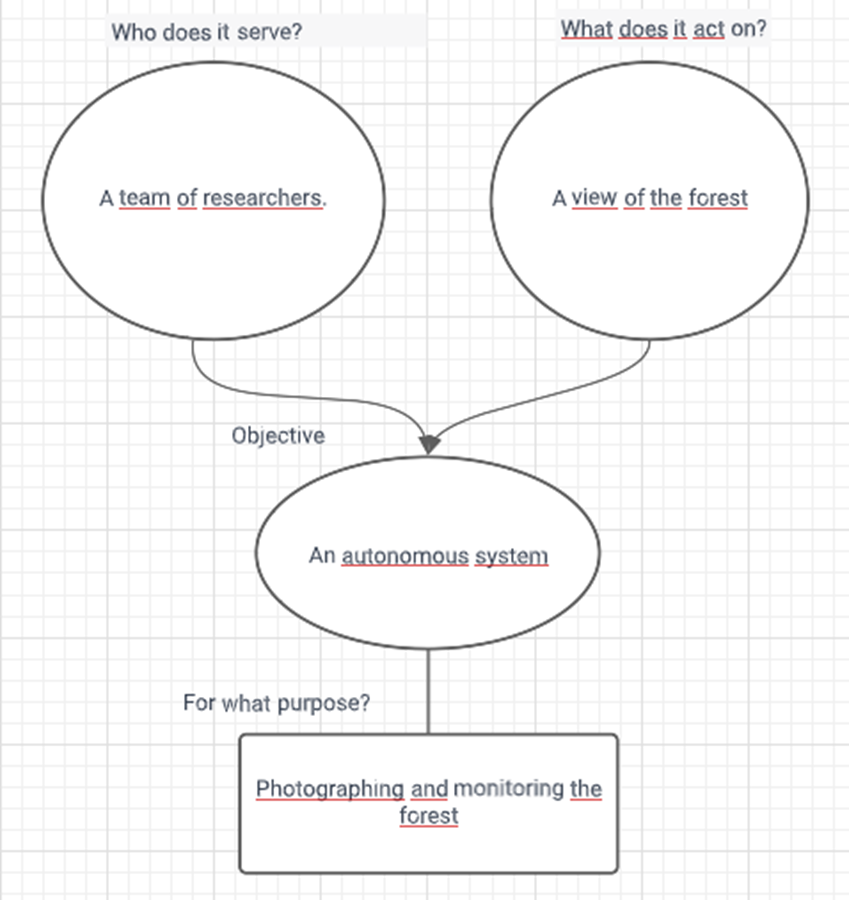 Who does it serve?
What does it act on?
A team of researchers.
A view of the forest
Objective
An autonomous system
For what purpose?
Photographing and monitoring the
forest